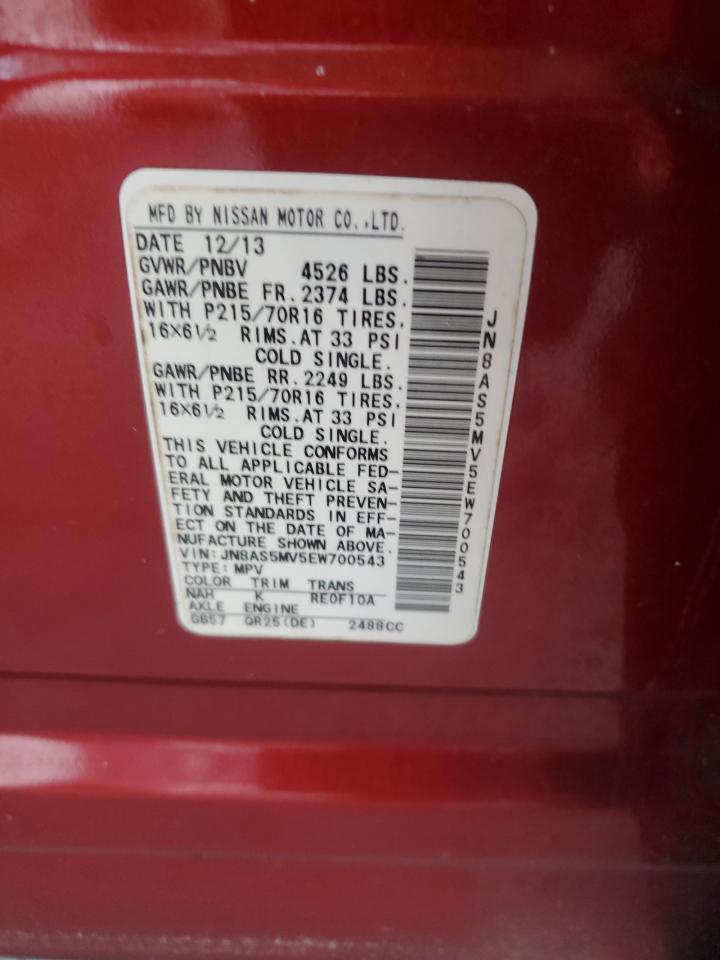 MFD BY NISSAN MOTOR CO.,LTD.
DATE 12/13
GVWR/PNBV 4526 LBS.
GAWR/PNBE FR. 2374 LBS.
WITH P215/70R16 TIRES,
16X6½ RIMS.AT 33 PSI
COLD SINGLE.
GAWR/PNBE RR. 2249 LBS.
WITH P215/70R16 TIRES,
16X6½ RIMS.AT 33 PSI
COLD SINGLE.
THIS VEHICLE CONFORMS
TO ALL APPLICABLE FED-
ERAL MOTOR VEHICLE SA-
FETY AND THEFT PREVEN-
TION STANDARDS IN EFF-
ECT ON THE DATE OF MA-
NUFACTURE SHOWN ABOVE.
VIN: JN8AS5MV5EW700543
TYPE: MPV
COLOR TRIM TRANS
NAH K RE0F10A
AXLE ENGINE
GB57 QR25(DE) 2488CC
JN8AS5MV5EW700543